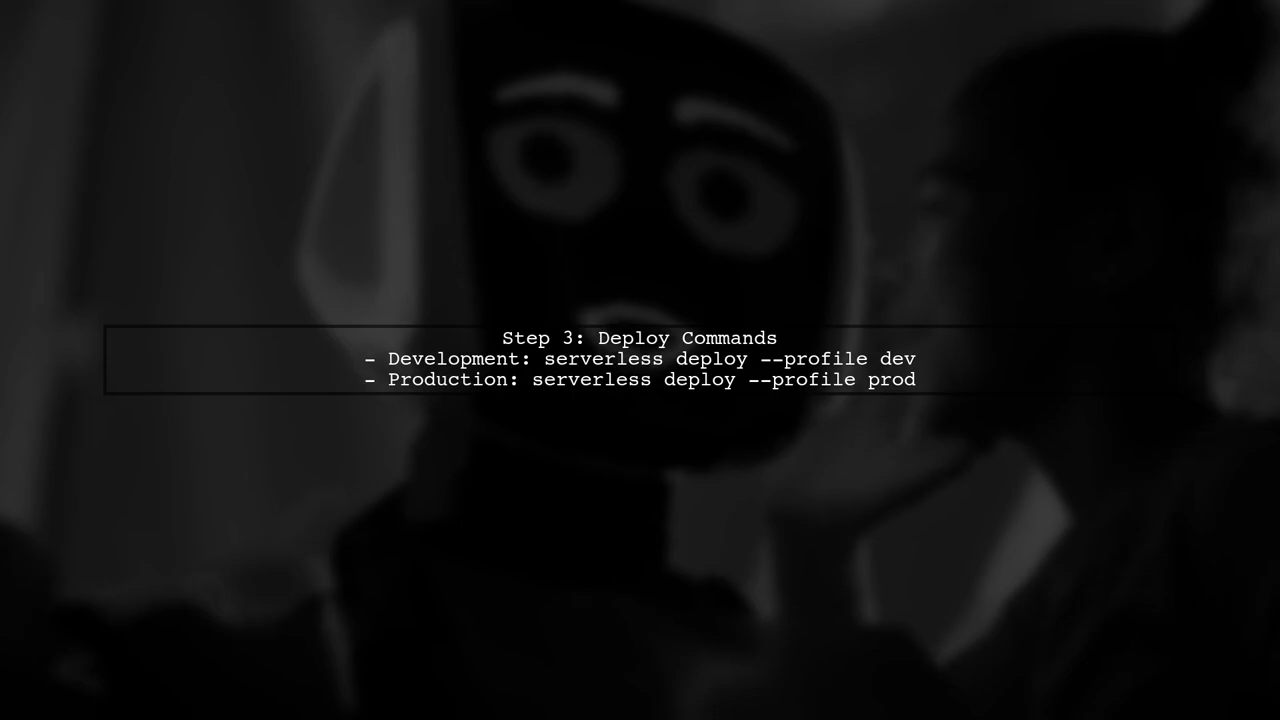 Step 3: Deploy Commands
- Development: serverless deploy --profile dev
- Production: serverless deploy --profile prod